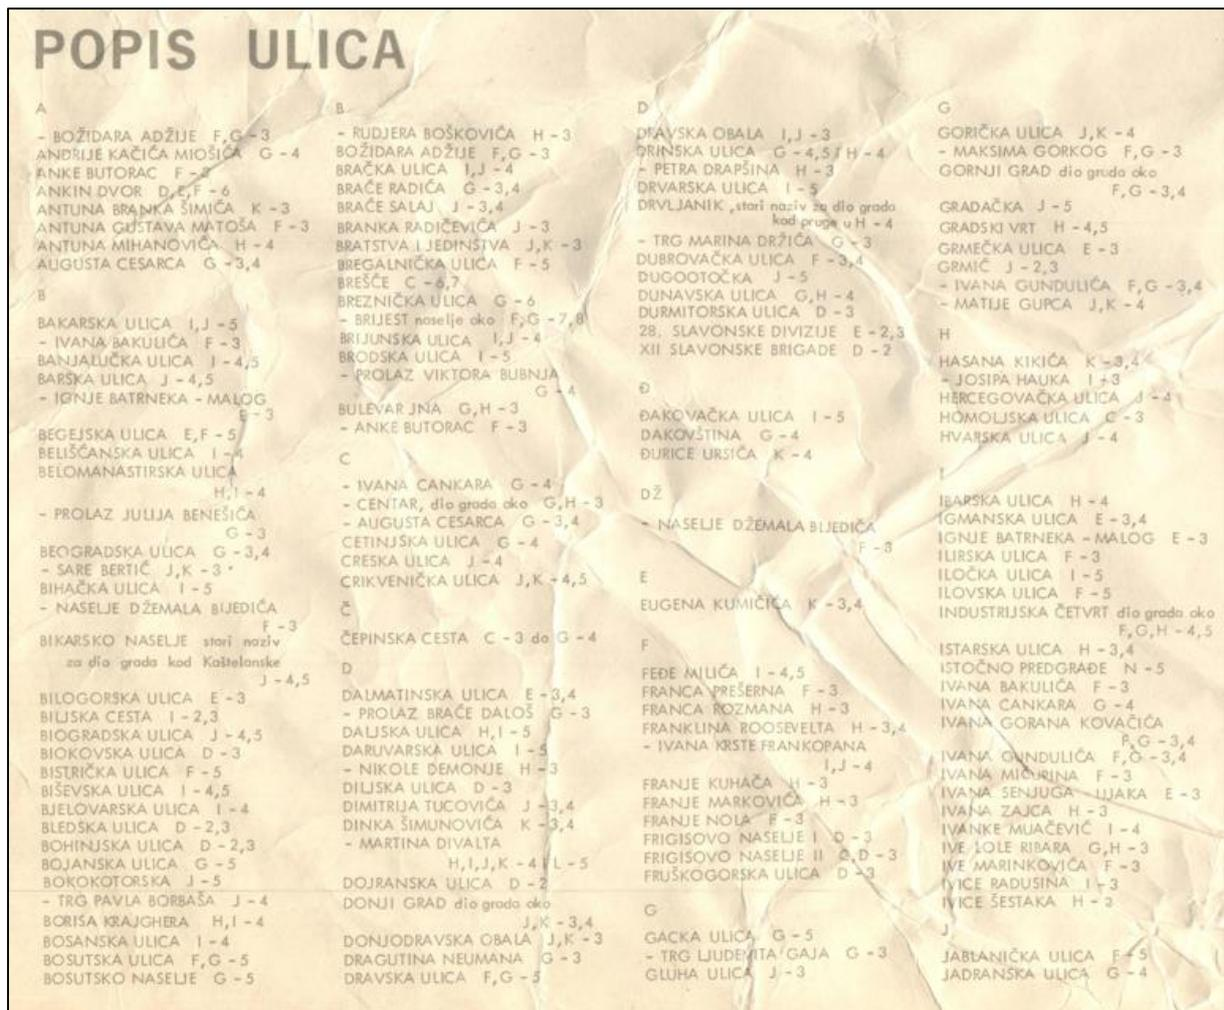 POPIS ULICA
A
- BOŽIDARA ADŽIJE F,G - 3
ANDRIJE KAČIĆA MIOŠIĆA G - 4
ANKE BUTORAC F - 3
ANKIN DVOR D,E,F - 6
ANTUNA BRANKA ŠIMIĆA K - 3
ANTUNA GUSTAVA MATOŠA F - 3
ANTUNA MIHANOVIĆA H - 4
AUGUSTA CESARCA G - 3,4
B
BAKARSKA ULICA I,J - 5
- IVANA BAKULIĆA F - 3
BANJALUČKA ULICA I - 4,5
BARSKA ULICA J - 4,5
- IGNJE BATRNEKA - MALOG
E - 3
BEGEJSKA ULICA E,F - 5
BELIŠĆANSKA ULICA I - 4
BELOMANASTIRSKA ULICA
H,I - 4
- PROLAZ JULIJA BENEŠIĆA
G - 3
BEOGRADSKA ULICA G - 3,4
- SARE BERTIĆ J,K - 3
BIHAĆKA ULICA I - 5
- NASELJE DŽEMALA BIJEDIĆA
F - 3
BIKARSKO NASELJE stari naziv
za dio grada kod Kaštelanske
J - 4,5
BILOGORSKA ULICA E - 3
BILJSKA CESTA I - 2,3
BIOGRADSKA ULICA J - 4,5
BIOKOVSKA ULICA D - 3
BISTRIČKA ULICA F - 5
BIŠEVSKA ULICA I - 4,5
BJELOVARSKA ULICA I - 4
BLEDSKA ULICA D - 2,3
BOHINJSKA ULICA D - 2,3
BOJANSKA ULICA G - 5
BOKOKOTORSKA J - 5
- TRG PAVLA BORBAŠA J - 4
BORISA KRAJGHERA H,I - 4
BOSANSKA ULICA I - 4
BOSUTSKA ULICA F,G - 5
BOSUTSKO NASELJE G - 5
B
- RUDJERA BOŠKOVIĆA H - 3
BOŽIDARA ADŽIJE F,G - 3
BRAČKA ULICA I,J - 4
BRAĆE RADIĆA G - 3,4
BRAĆE SALAJ J - 3,4
BRANKA RADIČEVIĆA J - 3
BRATSTVA I JEDINSTVA J,K - 3
BREGALNIČKA ULICA F - 5
BREŠĆE C - 6,7
BREZNIČKA ULICA G - 6
- BRIJEST naselje oko F,G - 7,8
BRIJUNSKA ULICA I,J - 4
BRODSKA ULICA I - 5
- PROLAZ VIKTORA BUBNJA
G - 4
BULEVAR JNA G,H - 3
- ANKE BUTORAC F - 3
C
- IVANA CANKARA G - 4
- CENTAR, dio grada oko G,H - 3
- AUGUSTA CESARCA G - 3,4
CETINJSKA ULICA G - 4
CRESKA ULICA J - 4
CRIKVENIČKA ULICA J,K - 4,5
Č
ČEPINSKA CESTA C - 3 do G - 4
D
DALMATINSKA ULICA E - 3,4
- PROLAZ BRAĆE DALOŠ G - 3
DALJSKA ULICA H,I - 5
DARUVARSKA ULICA I - 5
- NIKOLE DEMONJE H - 3
DILJSKA ULICA D - 3
DIMITRIJA TUCOVIĆA J - 3,4
DINKA ŠIMUNOVIĆA K - 3,4
- MARTINA DIVALTA
H,I,J,K - 4 i L - 5
DOJRANSKA ULICA D - 2
DONJI GRAD dio grada oko
J,K - 3,4
DONJODRAVSKA OBALA J,K - 3
DRAGUTINA NEUMANA G - 3
DRAVSKA ULICA F,G - 5
D
DRAVSKA OBALA I,J - 3
DRINSKA ULICA G - 4,5 i H - 4
- PETRA DRAPŠINA H - 3
DRVARSKA ULICA I - 5
DRVLJANIK ,stari naziv za dio grada
kod pruge u H - 4
- TRG MARINA DRŽIĆA G - 3
DUBROVAČKA ULICA F - 3,4
DUGOOTOČKA J - 5
DUNAVSKA ULICA G,H - 4
DURMITORSKA ULICA D - 3
28. SLAVONSKE DIVIZIJE E - 2,3
XII SLAVONSKE BRIGADE D - 2
Đ
ĐAKOVAČKA ULICA I - 5
ĐAKOVŠTINA G - 4
ĐURICE URSIĆA K - 4
DŽ
- NASELJE DŽEMALA BIJEDIĆA
F - 3
E
EUGENA KUMIČIĆA K - 3,4
F
FEĐE MILIĆA I - 4,5
FRANCA PREŠERNA F - 3
FRANCA ROZMANA H - 3
FRANKLINA ROOSEVELTA H - 3,4
- IVANA KRSTE FRANKOPANA
I,J - 4
FRANJE KUHAČA H - 3
FRANJE MARKOVIĆA H - 3
FRANJE NOLA F - 3
FRIGISOVO NASELJE I D - 3
FRIGISOVO NASELJE II C,D - 3
FRUŠKOGORSKA ULICA D - 3
G
GACKA ULICA G - 5
- TRG LJUDEVITA GAJA G - 3
GLUHA ULICA J - 3
G
GORIČKA ULICA J,K - 4
- MAKSIMA GORKOG F,G - 3
GORNJI GRAD dio grada oko
F,G - 3,4
GRADAČKA J - 5
GRADSKI VRT H - 4,5
GRMEČKA ULICA E - 3
GRMIĆ J - 2,3
- IVANA GUNDULIĆA F,G - 3,4
- MATIJE GUPCA J,K - 4
H
HASANA KIKIĆA K - 3,4
- JOSIPA HAUKA I - 3
HERCEGOVAČKA ULICA J - 4
HOMOLJSKA ULICA C - 3
HVARSKA ULICA J - 4
I
IBARSKA ULICA H - 4
IGMANSKA ULICA E - 3,4
IGNJE BATRNEKA - MALOG E - 3
ILIRSKA ULICA F - 3
ILOČKA ULICA I - 5
ILOVSKA ULICA F - 5
INDUSTRIJSKA ČETVRT dio grada oko
F,G,H - 4,5
ISTARSKA ULICA H - 3,4
ISTOČNO PREDGRAĐE N - 5
IVANA BAKULIĆA F - 3
IVANA CANKARA G - 4
IVANA GORANA KOVAČIĆA
F,G - 3,4
IVANA GUNDULIĆA F,G - 3,4
IVANA MIČURINA F - 3
IVANA SENJUGA - UJAKA E - 3
IVANA ZAJCA H - 3
IVANKE MUAČEVIĆ I - 4
IVE LOLE RIBARA G,H - 3
IVE MARINKOVIĆA F - 3
IVICE RADUSINA I - 3
IVICE ŠESTAKA H - 3
J
JABLANIČKA ULICA F - 5
JADRANSKA ULICA G - 4